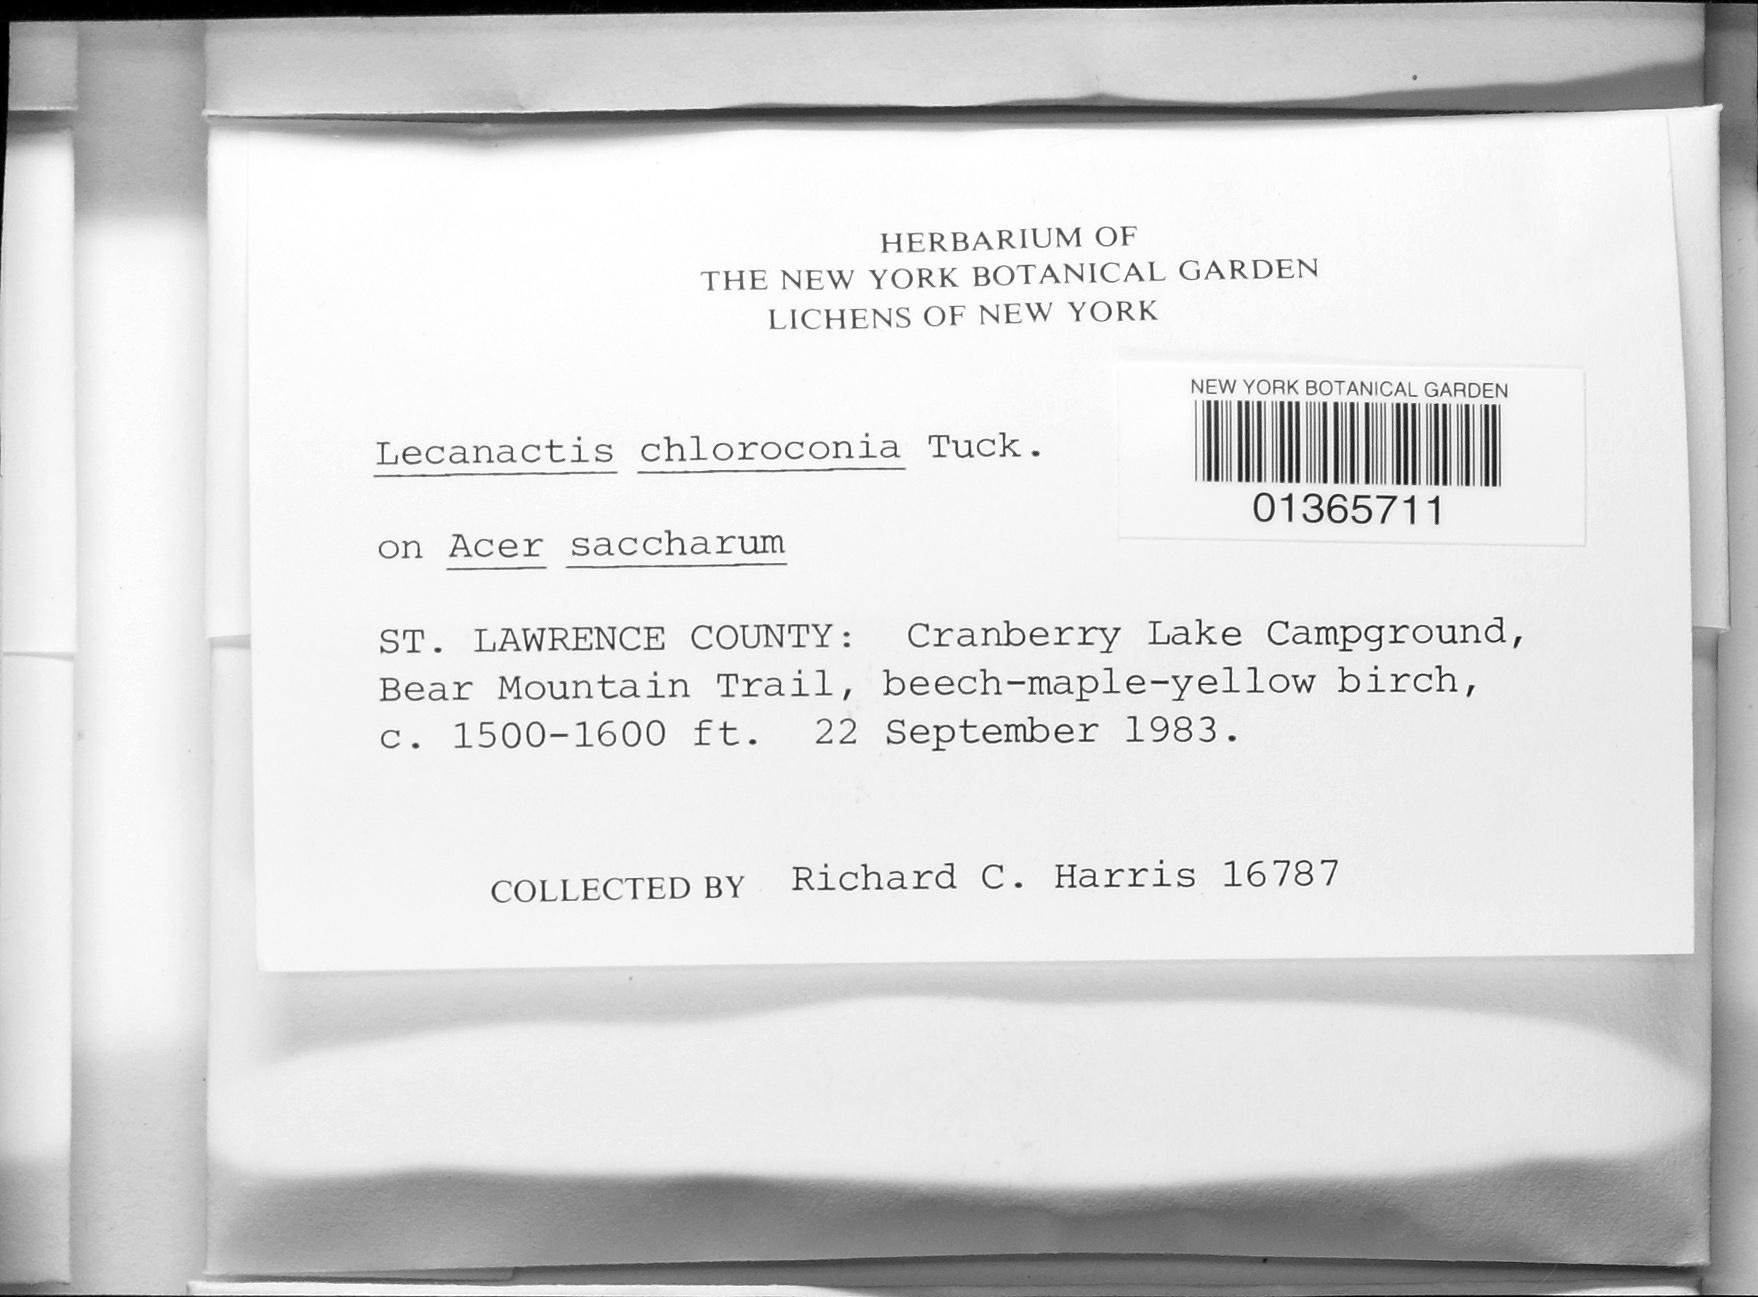 HERBARIUM OF
THE NEW YORK BOTANICAL GARDEN
LICHENS OF NEW YORK
NEW YORK BOTANICAL GARDEN
01365711
Lecanactis chloroconia Tuck.
on Acer saccharum
ST. LAWRENCE COUNTY: Cranberry Lake Campground,
Bear Mountain Trail, beech-maple-yellow birch,
c. 1500-1600 ft. 22 September 1983.
COLLECTED BY Richard C. Harris 16787